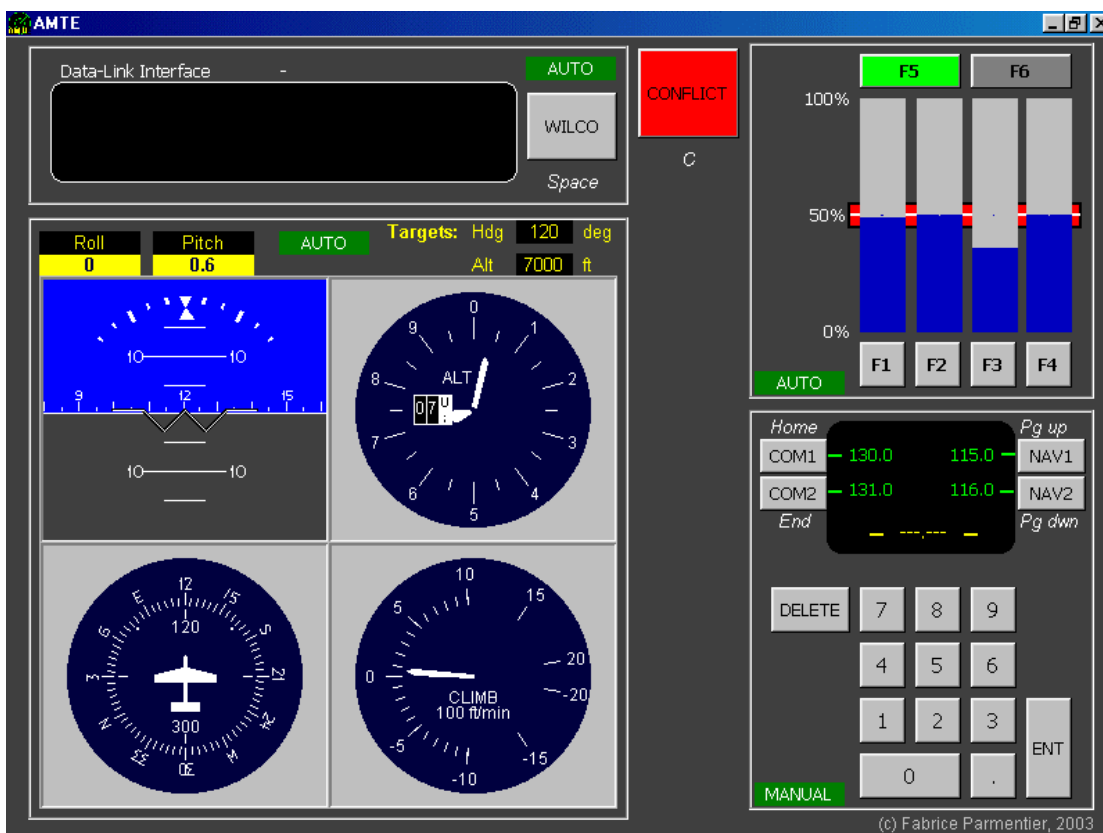 AMTE
Data-Link Interface -
AUTO
WILCO
Space
CONFLICT
C
F5 F6
100%
50%
0%
F1 F2 F3 F4
AUTO
Roll Pitch AUTO Targets: Hdg 120 deg
0 0.6 Alt 7000 ft
10 10
9 12 15
10 10
0
9 1
ALT
8 2
07
7 3
6 4
5
12
E 15
6 120 S
3 21
300
N 24
33 W
30
10
5 15
0 20
CLIMB -20
100 ft/min
-5 -15
-10
Home Pg up
COM1 130.0 115.0 NAV1
COM2 131.0 116.0 NAV2
End Pg dwn
---.---
DELETE 7 8 9
4 5 6
1 2 3
ENT
0 .
MANUAL
(c) Fabrice Parmentier, 2003